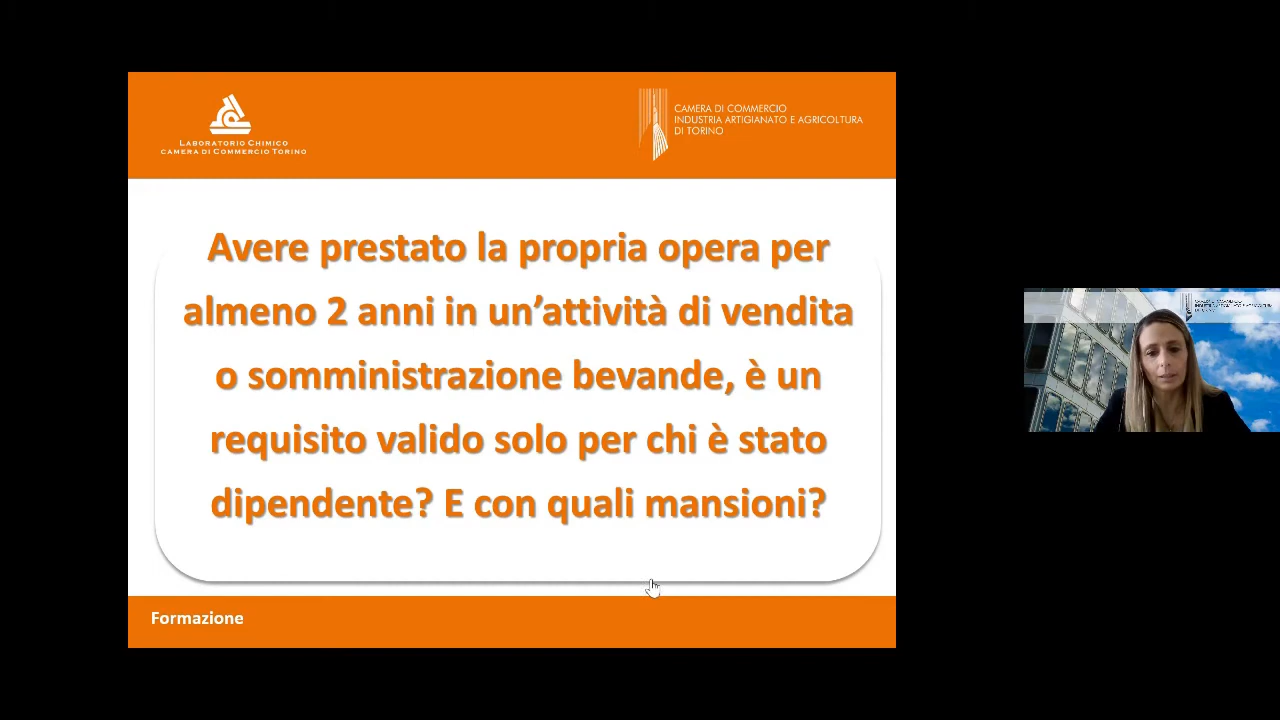 LABORATORIO CHIMICO
CAMERA DI COMMERCIO TORINO
CAMERA DI COMMERCIO
INDUSTRIA ARTIGIANATO E AGRICOLTURA
DI TORINO
Avere prestato la propria opera per
almeno 2 anni in un’attività di vendita
o somministrazione bevande, è un
requisito valido solo per chi è stato
dipendente? E con quali mansioni?
Formazione